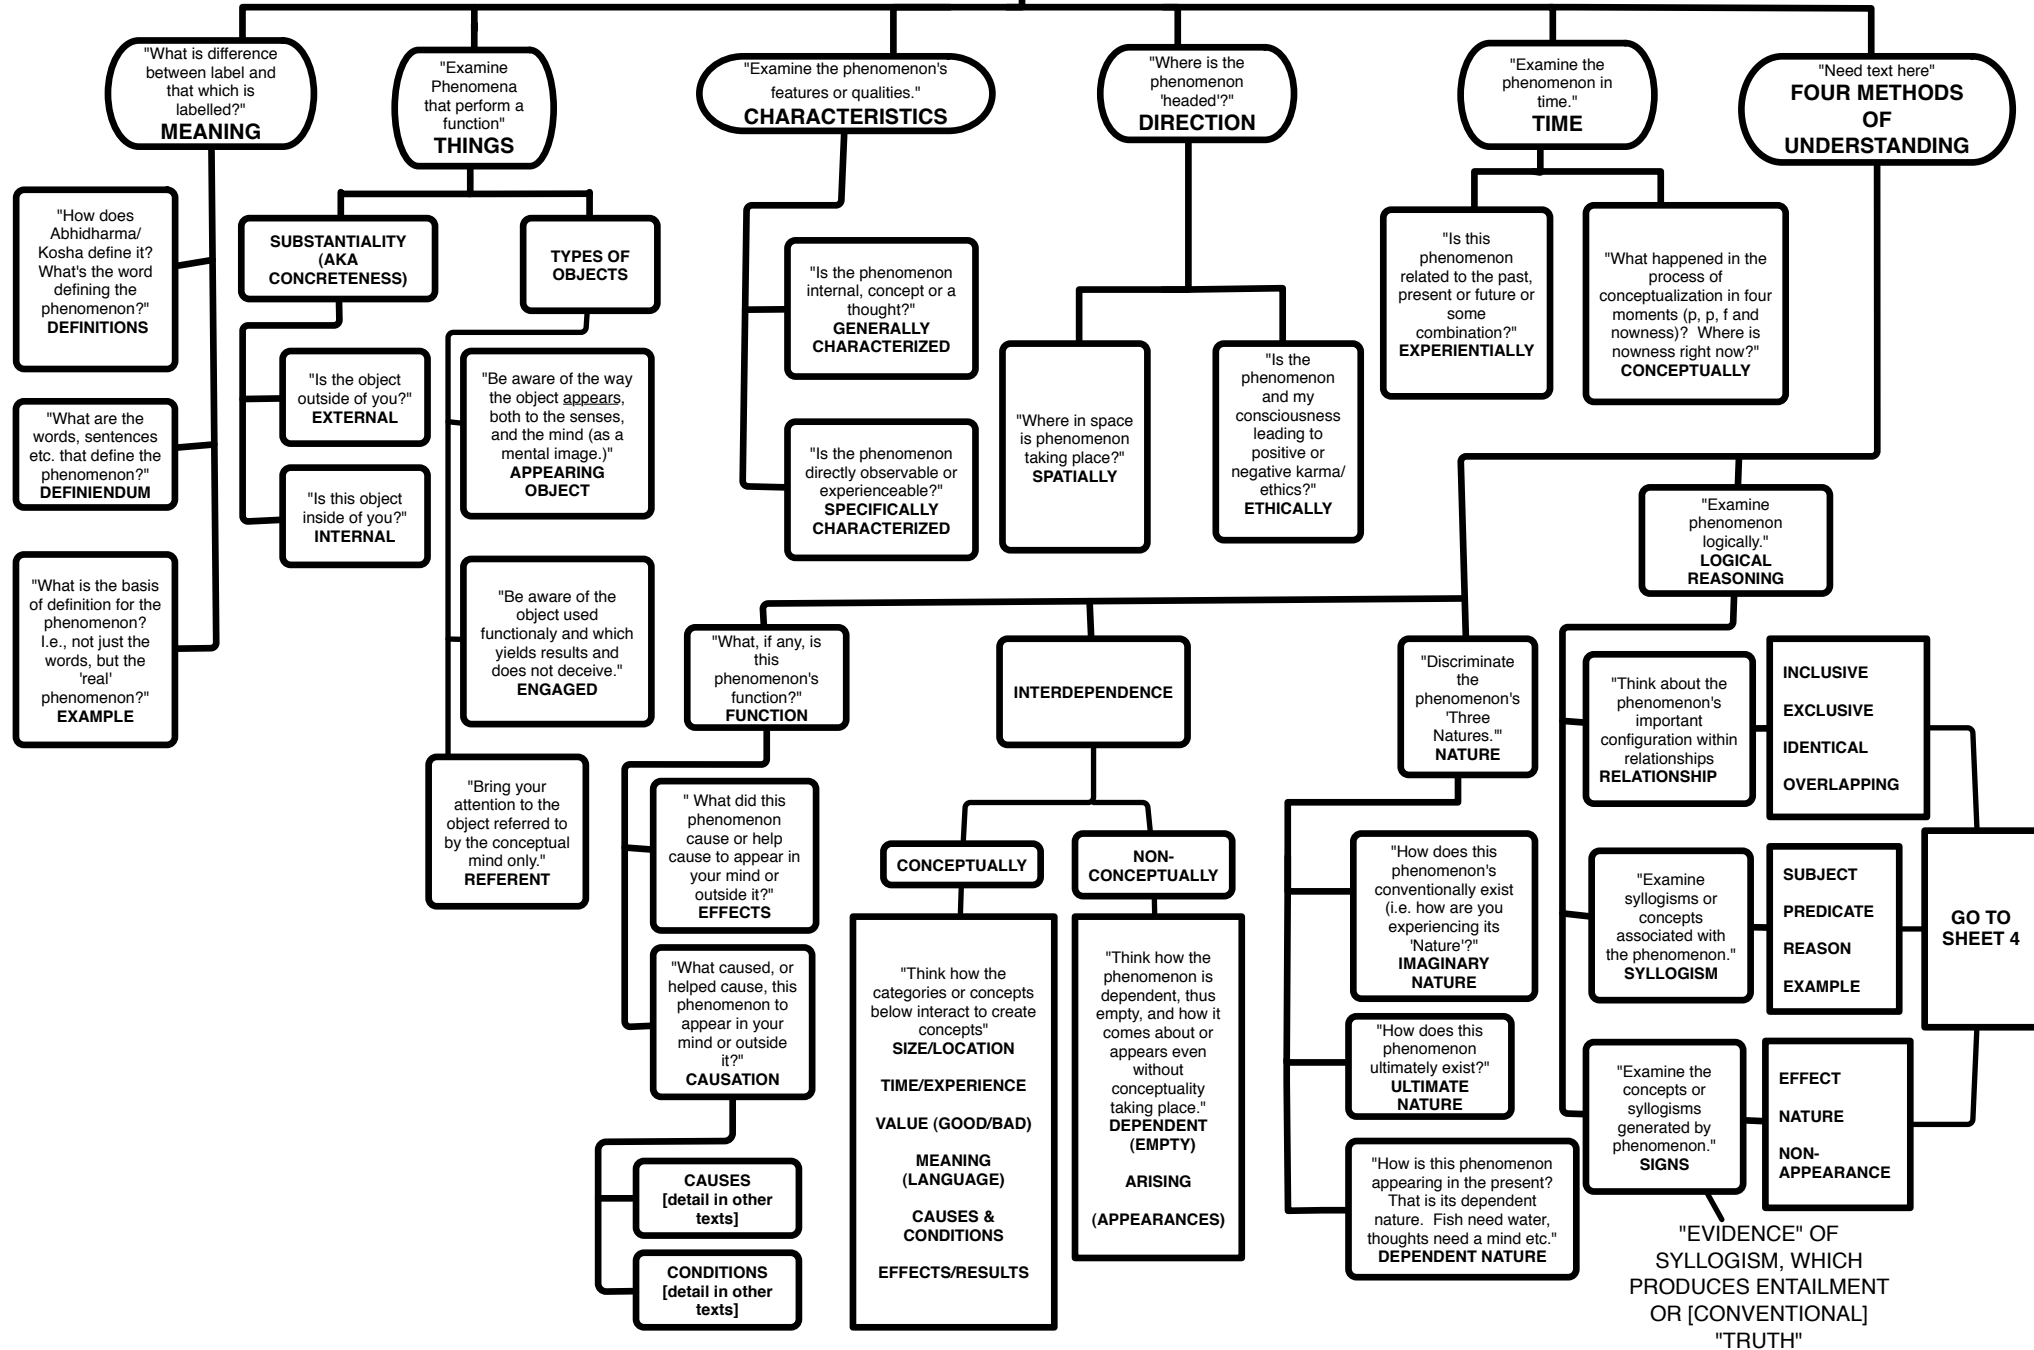 "What is difference
between label and
that which is
labelled?"
MEANING
"Examine
Phenomena
that perform a
function"
THINGS
"Examine the phenomenon's
features or qualities."
CHARACTERISTICS
"Where is the
phenomenon
'headed'?"
DIRECTION
"Examine the
phenomenon in
time."
TIME
"Need text here"
FOUR METHODS
OF
UNDERSTANDING
"How does
Abhidharma/
Kosha define it?
What's the word
defining the
phenomenon?"
DEFINITIONS
"What are the
words, sentences
etc. that define the
phenomenon?"
DEFINIENDUM
"What is the basis
of definition for the
phenomenon?
I.e., not just the
words, but the
'real'
phenomenon?"
EXAMPLE
SUBSTANTIALITY
(AKA
CONCRETENESS)
"Is the object
outside of you?"
EXTERNAL
"Is this object
inside of you?"
INTERNAL
TYPES OF
OBJECTS
"Be aware of the way
the object appears,
both to the senses,
and the mind (as a
mental image.)"
APPEARING
OBJECT
"Be aware of the
object used
functionaly and which
yields results and
does not deceive."
ENGAGED
"Bring your
attention to the
object referred to
by the conceptual
mind only."
REFERENT
"Is the phenomenon
internal, concept or a
thought?"
GENERALLY
CHARACTERIZED
"Is the phenomenon
directly observable or
experienceable?"
SPECIFICALLY
CHARACTERIZED
"Where in space
is phenomenon
taking place?"
SPATIALLY
"Is the
phenomenon
and my
consciousness
leading to
positive or
negative karma/
ethics?"
ETHICALLY
"Is this
phenomenon
related to the past,
present or future or
some
combination?"
EXPERIENTIALLY
"What happened in the
process of
conceptualization in four
moments (p, p, f and
nowness)?  Where is
nowness right now?"
CONCEPTUALLY
"What, if any, is
this
phenomenon's
function?"
FUNCTION
" What did this
phenomenon
cause or help
cause to appear in
your mind or
outside it?"
EFFECTS
"What caused, or
helped cause, this
phenomenon to
appear in your
mind or outside
it?"
CAUSATION
CAUSES
[detail in other
texts]
CONDITIONS
[detail in other
texts]
INTERDEPENDENCE
CONCEPTUALLY
"Think how the
categories or concepts
below interact to create
concepts"
SIZE/LOCATION
TIME/EXPERIENCE
VALUE (GOOD/BAD)
MEANING
(LANGUAGE)
CAUSES &
CONDITIONS
EFFECTS/RESULTS
NON-
CONCEPTUALLY
"Think how the
phenomenon is
dependent, thus
empty, and how it
comes about or
appears even
without
conceptuality
taking place."
DEPENDENT
(EMPTY)
ARISING
(APPEARANCES)
"Discriminate
the
phenomenon's
'Three
Natures.'"
NATURE
"How does this
phenomenon's
conventionally exist
(i.e. how are you
experiencing its
'Nature'?"
IMAGINARY
NATURE
"How does this
phenomenon
ultimately exist?"
ULTIMATE
NATURE
"How is this phenomenon
appearing in the present?
That is its dependent
nature.  Fish need water,
thoughts need a mind etc."
DEPENDENT NATURE
"Examine
phenomenon
logically."
LOGICAL
REASONING
"Think about the
phenomenon's
important
configuration within
relationships
RELATIONSHIP
INCLUSIVE
EXCLUSIVE
IDENTICAL
OVERLAPPING
"Examine
syllogisms or
concepts
associated with
the phenomenon."
SYLLOGISM
SUBJECT
PREDICATE
REASON
EXAMPLE
"Examine the
concepts or
syllogisms
generated by
phenomenon."
SIGNS
EFFECT
NATURE
NON-
APPEARANCE
GO TO
SHEET 4
"EVIDENCE" OF
SYLLOGISM, WHICH
PRODUCES ENTAILMENT
OR [CONVENTIONAL]
"TRUTH"